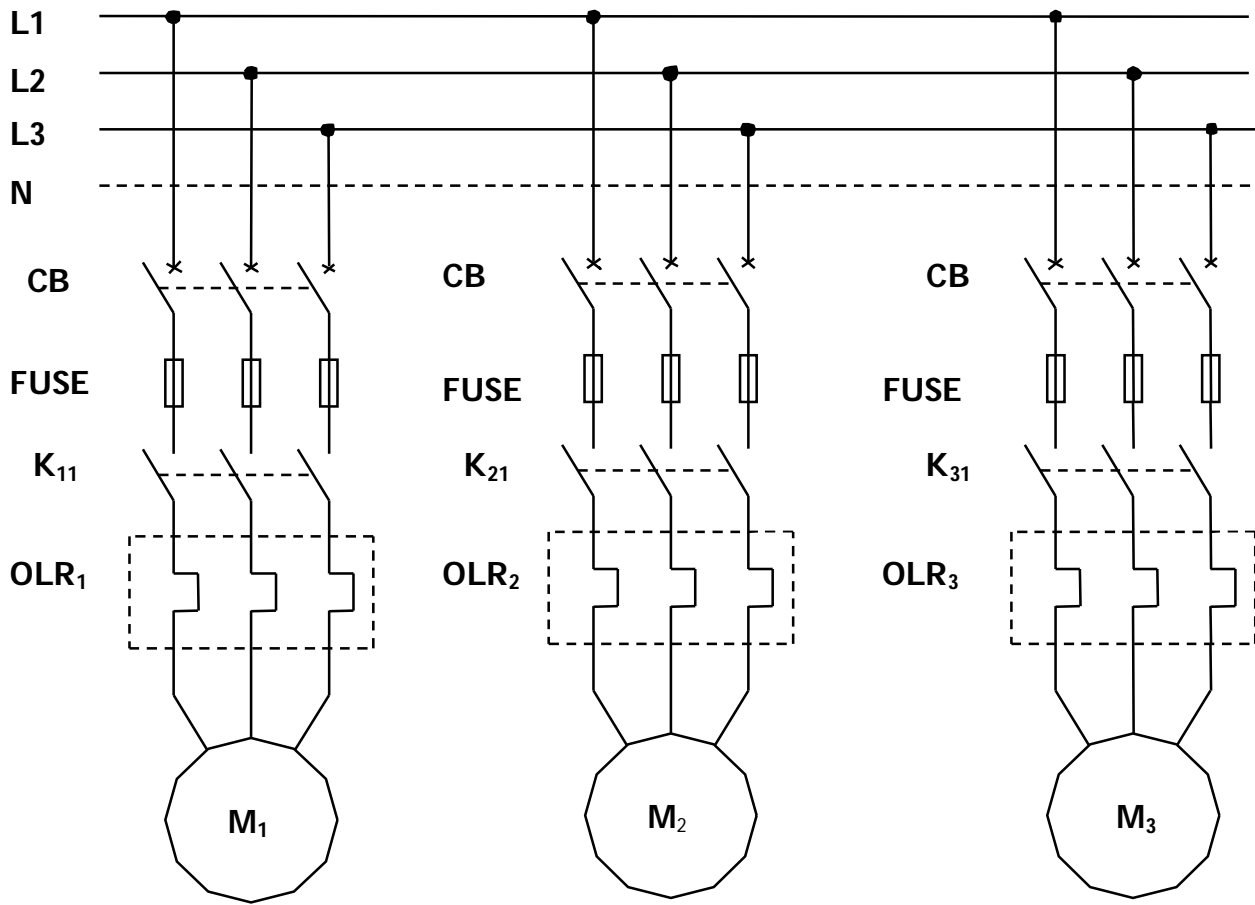 L1
L2
L3
N
CB CB CB
FUSE FUSE FUSE
K₁₁ K₂₁ K₃₁
OLR₁ OLR₂ OLR₃
M₁ M₂ M₃